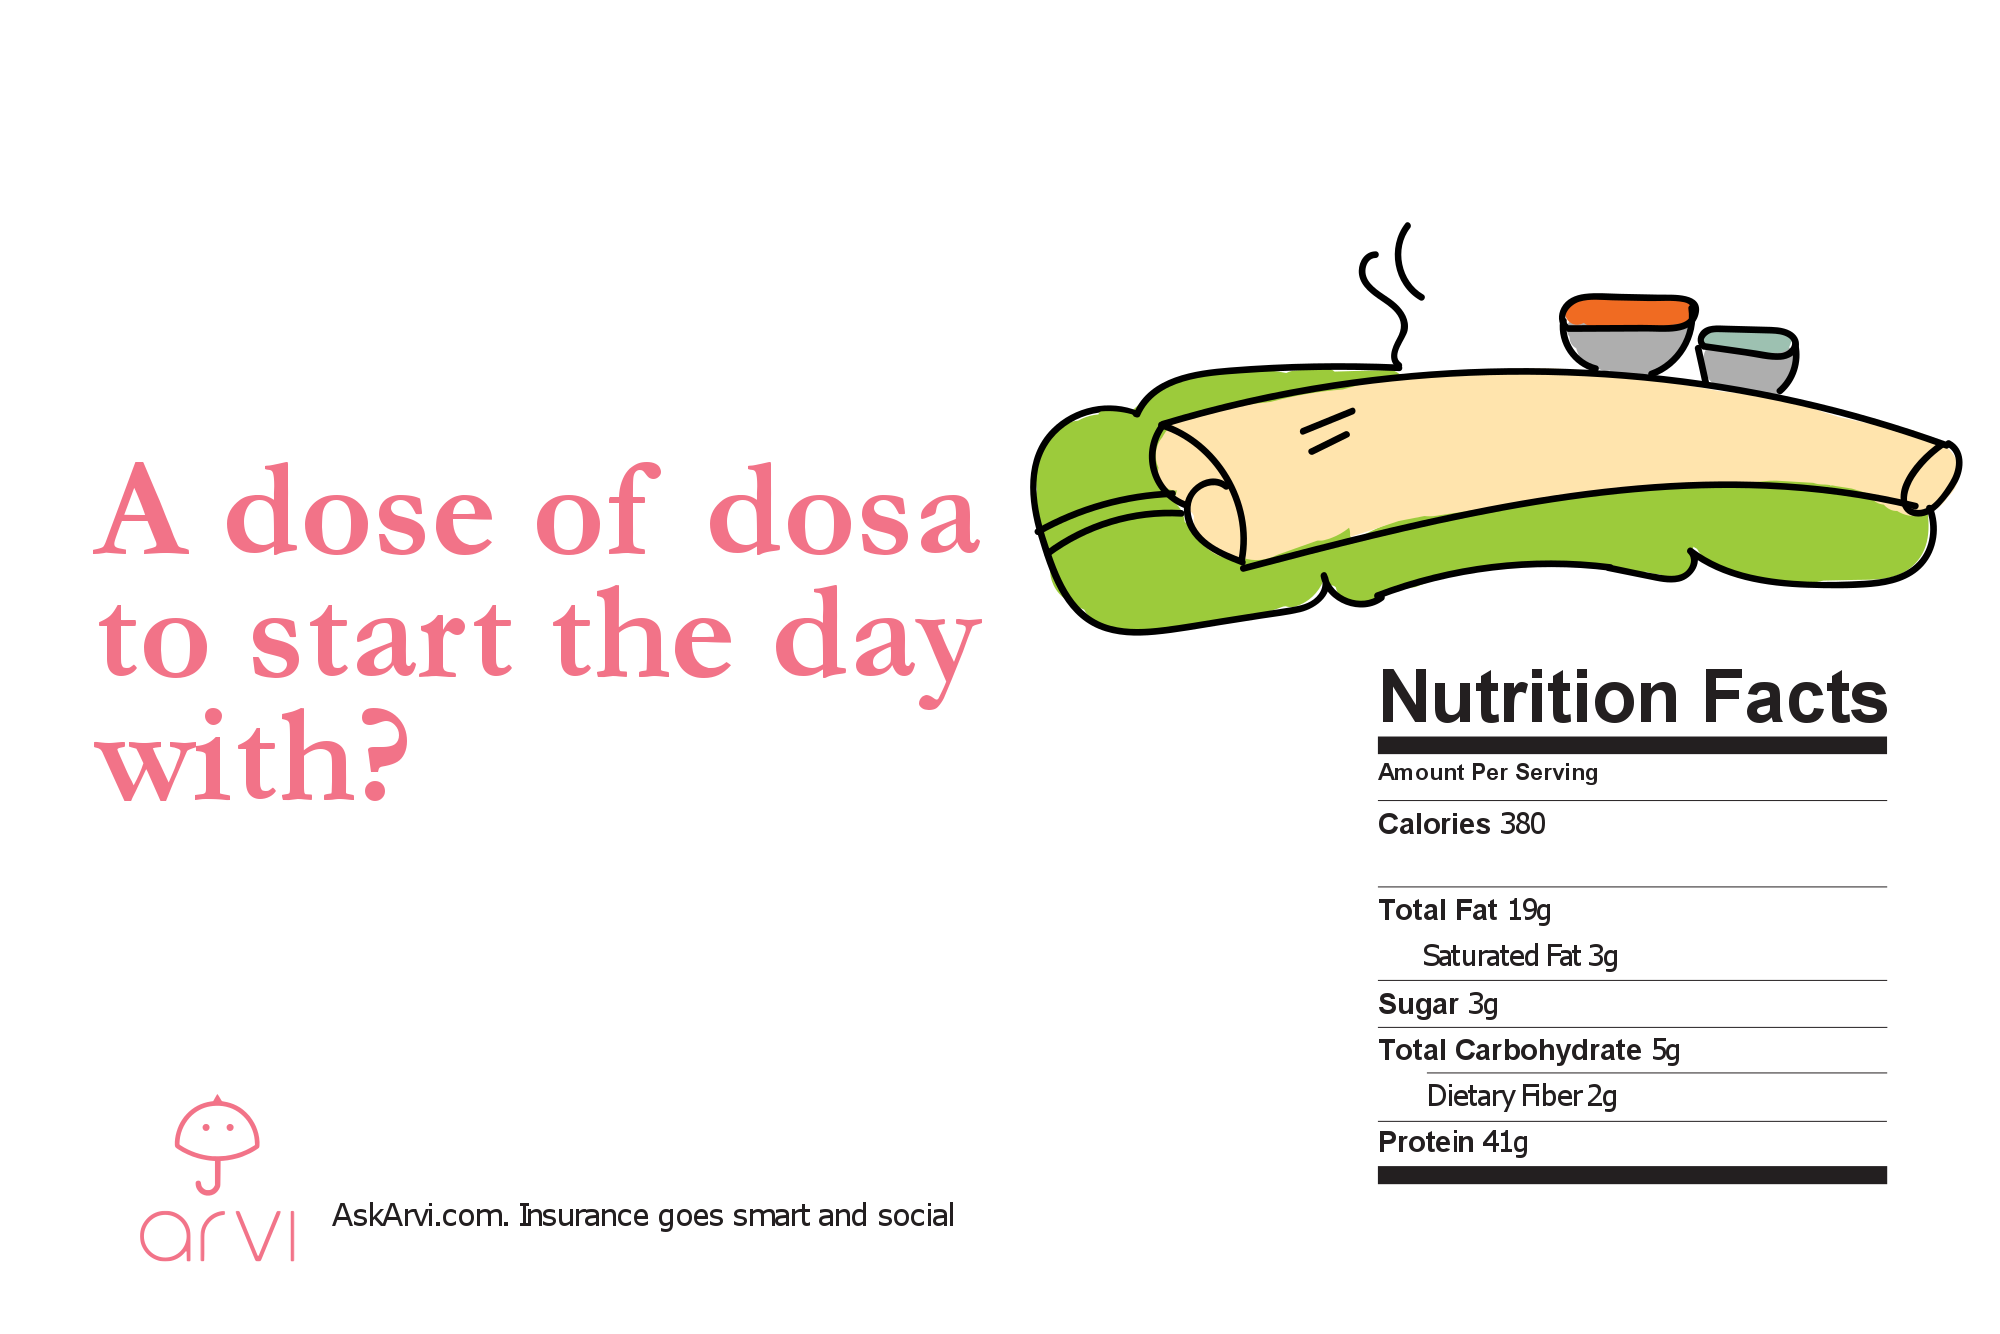 A dose of dosa
to start the day
with?
Nutrition Facts
Amount Per Serving
Calories 380
Total Fat 19g
Saturated Fat 3g
Sugar 3g
Total Carbohydrate 5g
Dietary Fiber 2g
Protein 41g
arvi
AskArvi.com. Insurance goes smart and social